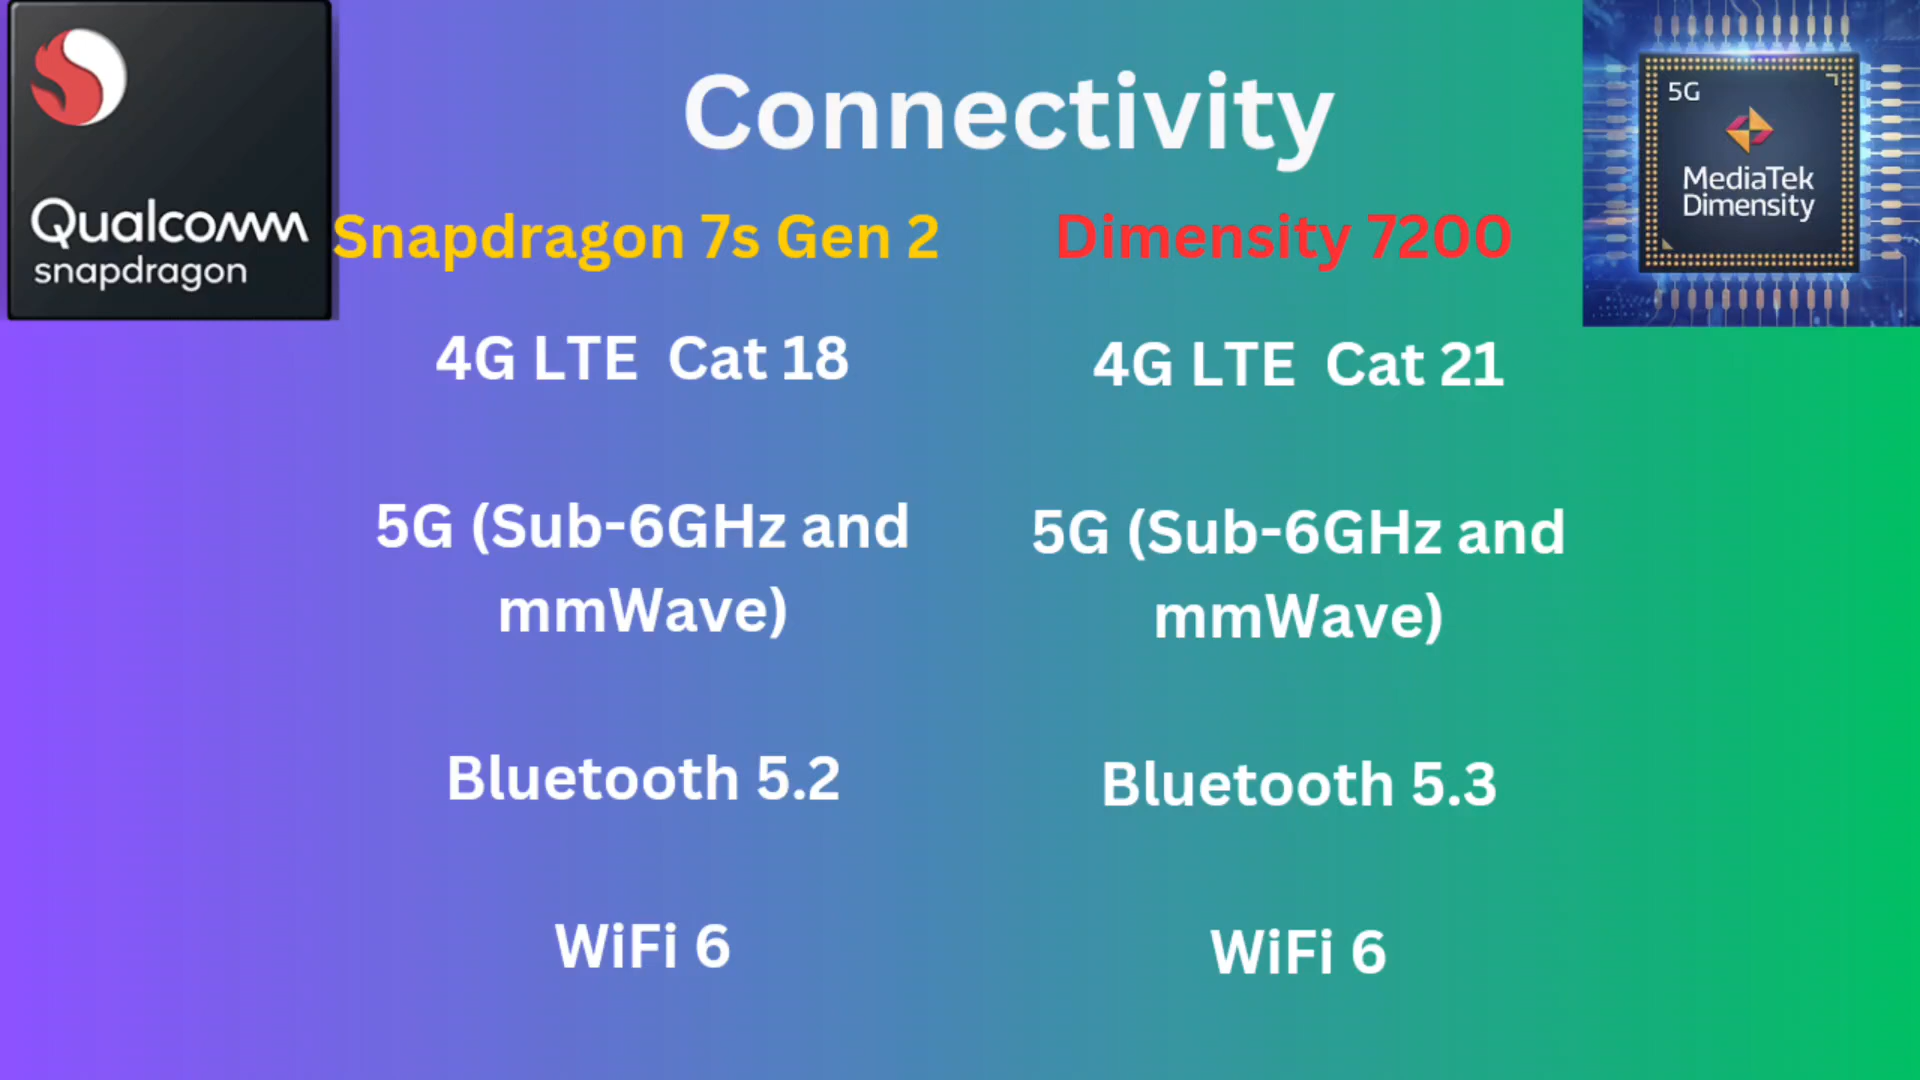 Qualcomm
snapdragon
Connectivity
5G
MediaTek
Dimensity
Snapdragon 7s Gen 2
4G LTE  Cat 18
5G (Sub-6GHz and
mmWave)
Bluetooth 5.2
WiFi 6
Dimensity 7200
4G LTE  Cat 21
5G (Sub-6GHz and
mmWave)
Bluetooth 5.3
WiFi 6